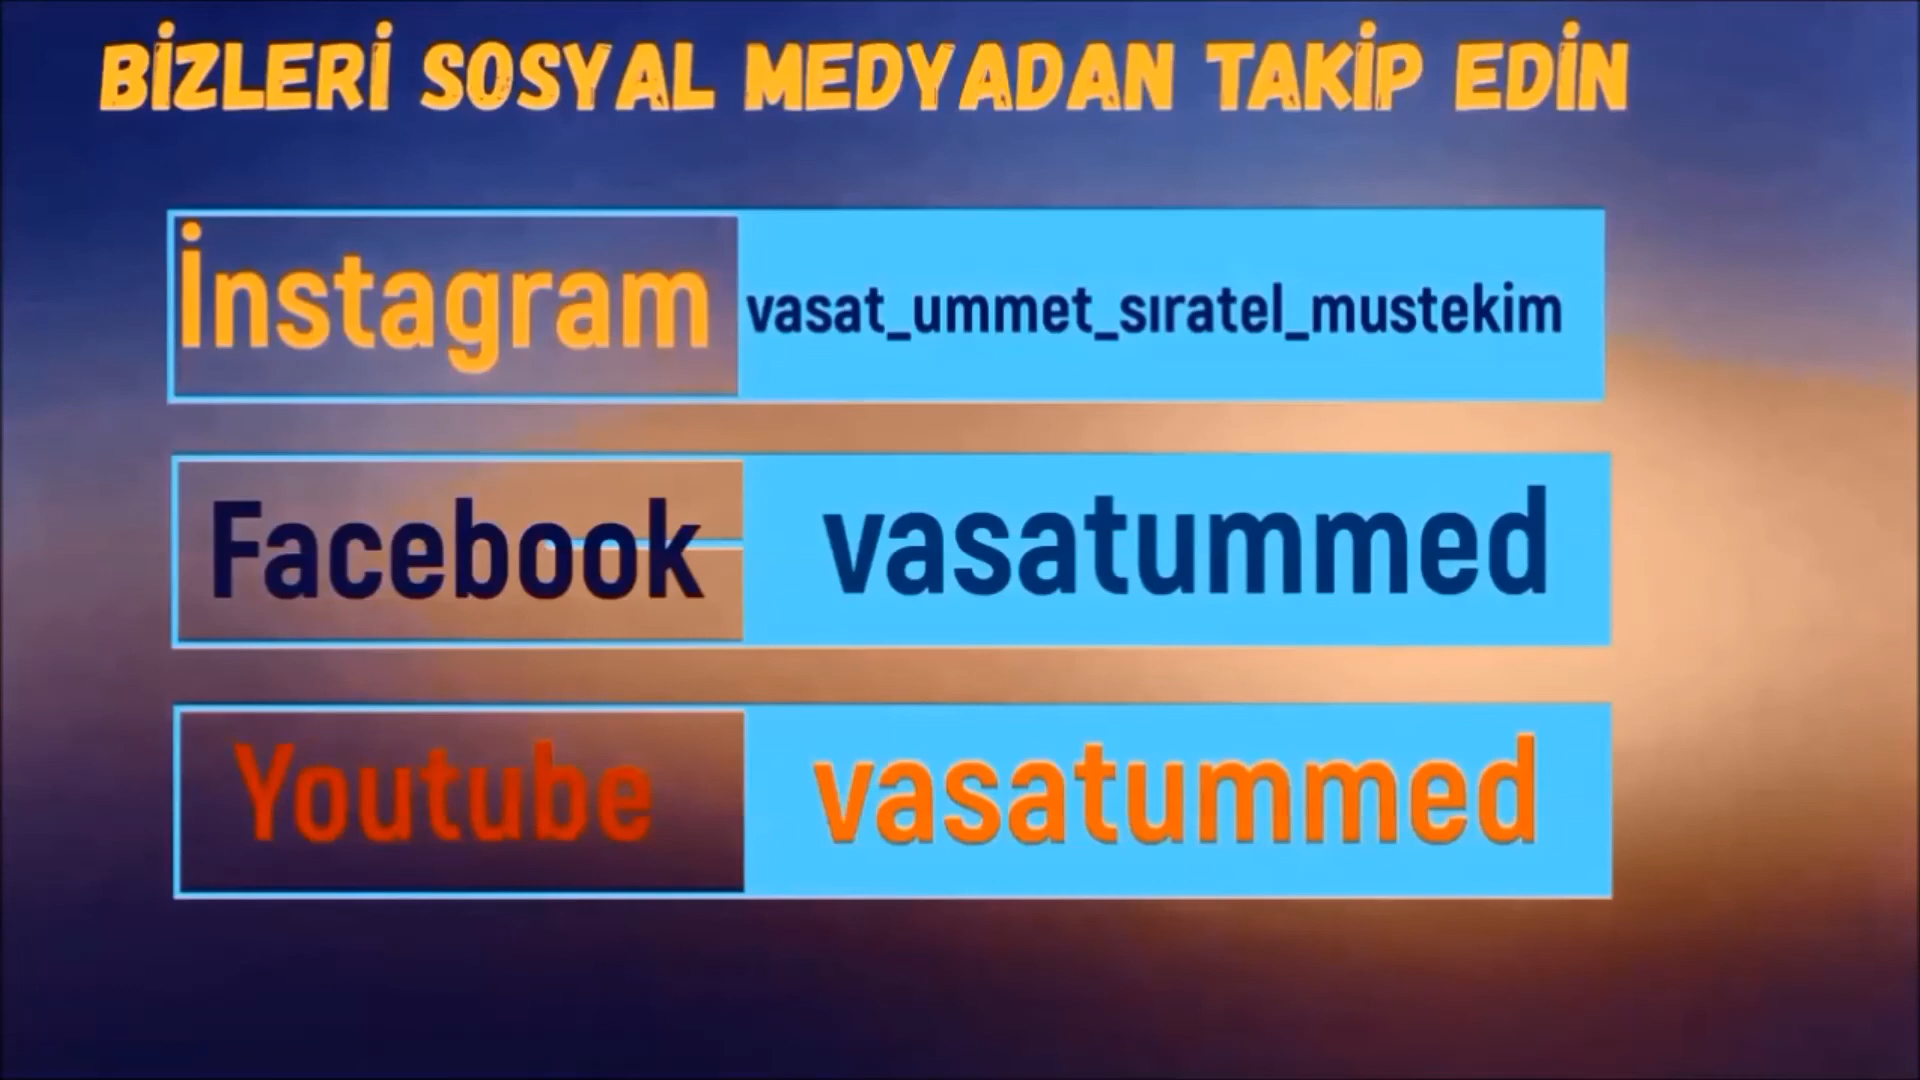 BİZLERİ SOSYAL MEDYADAN TAKİP EDİN
İnstagram vasat_ummet_sıratel_mustekim
Facebook vasatummed
Youtube vasatummed